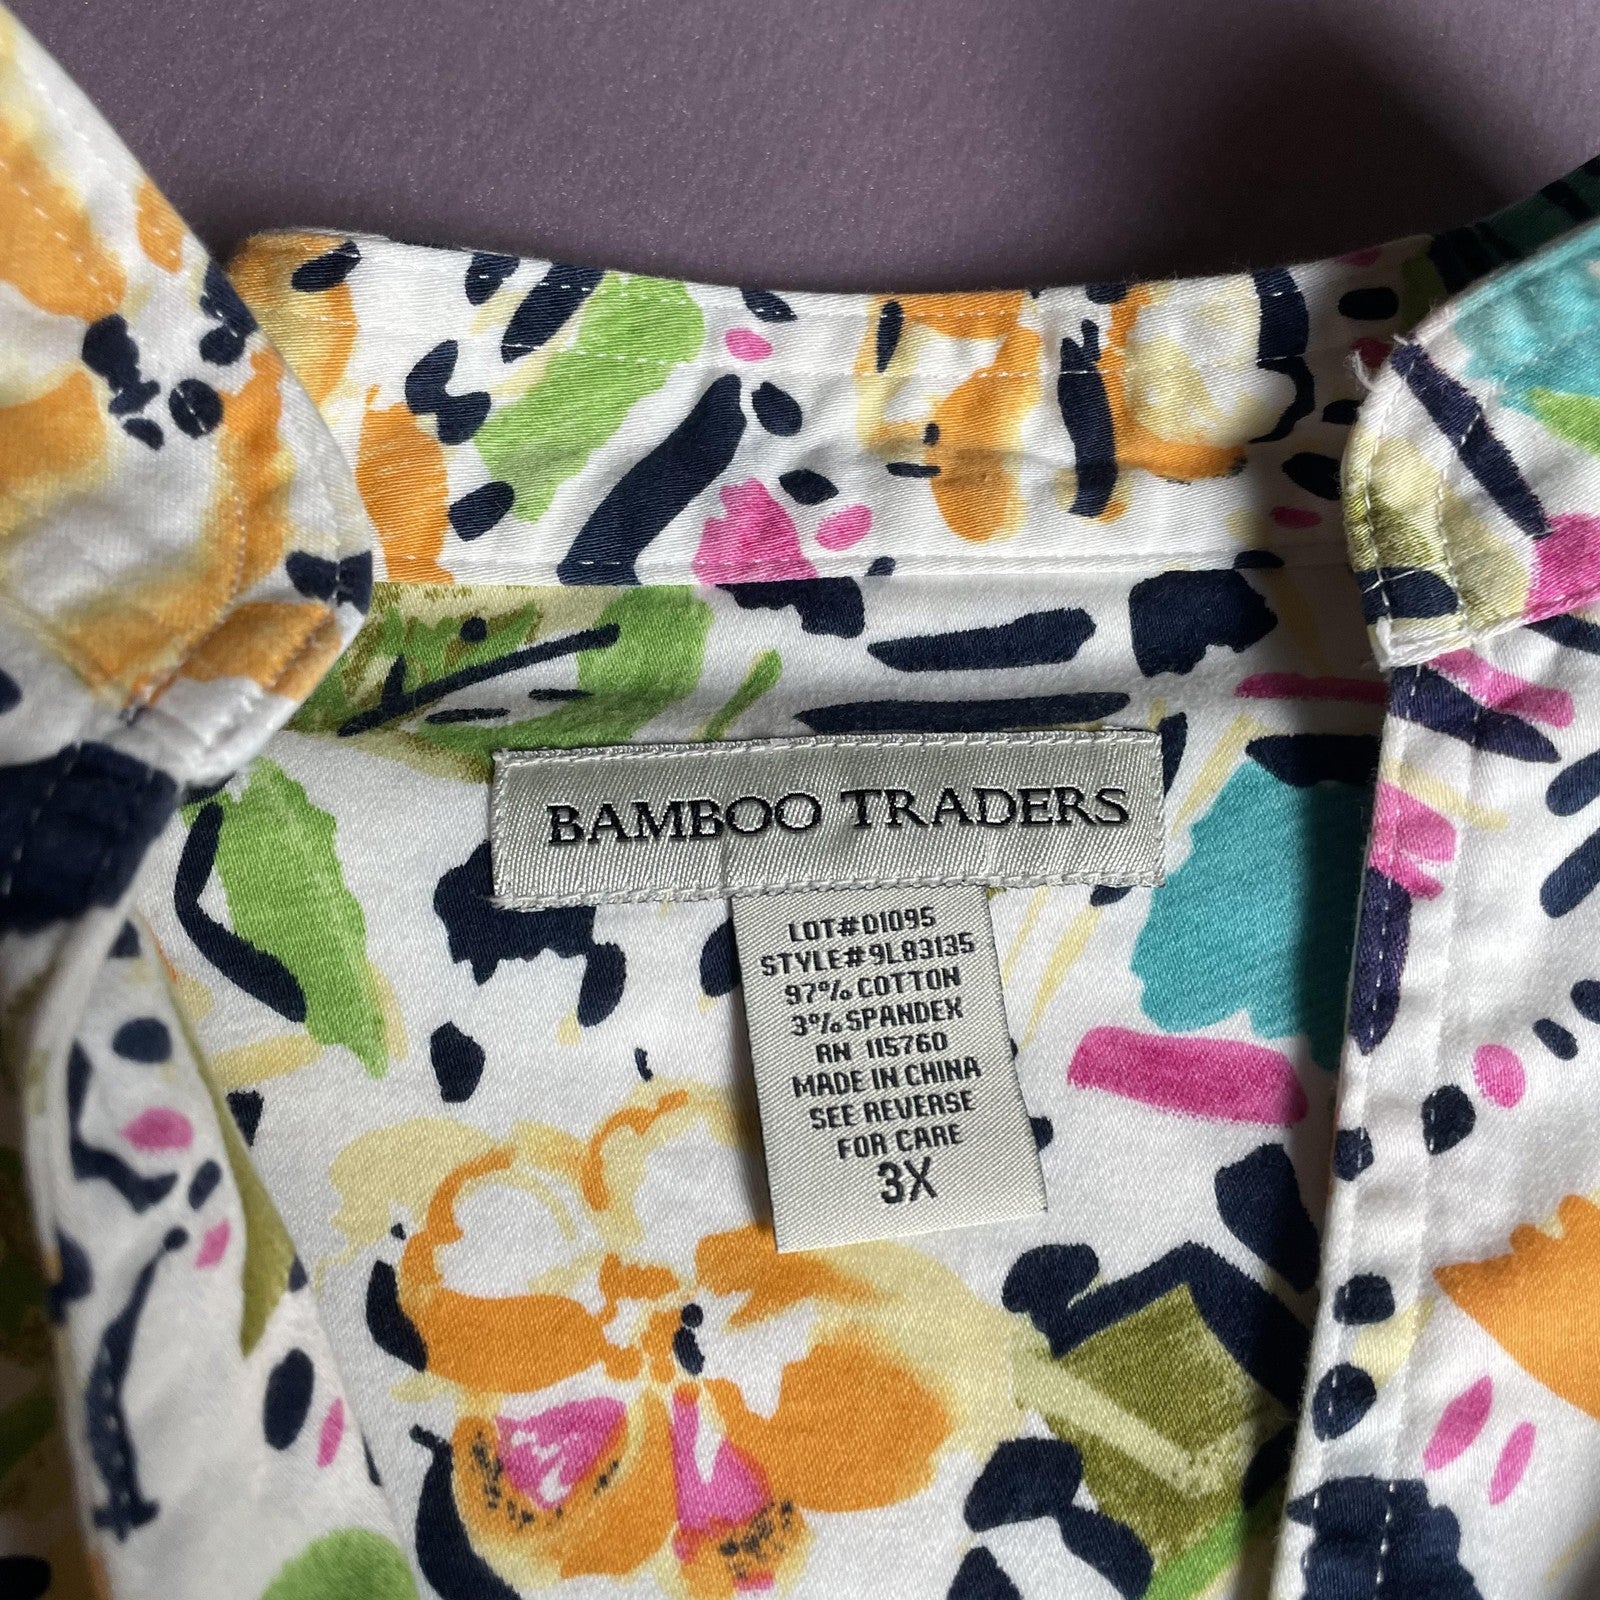 BAMBOO TRADERS
LOT#D1095
STYLE#9L83135
97% COTTON
3% SPANDEX
RN 115760
MADE IN CHINA
SEE REVERSE
FOR CARE
3X